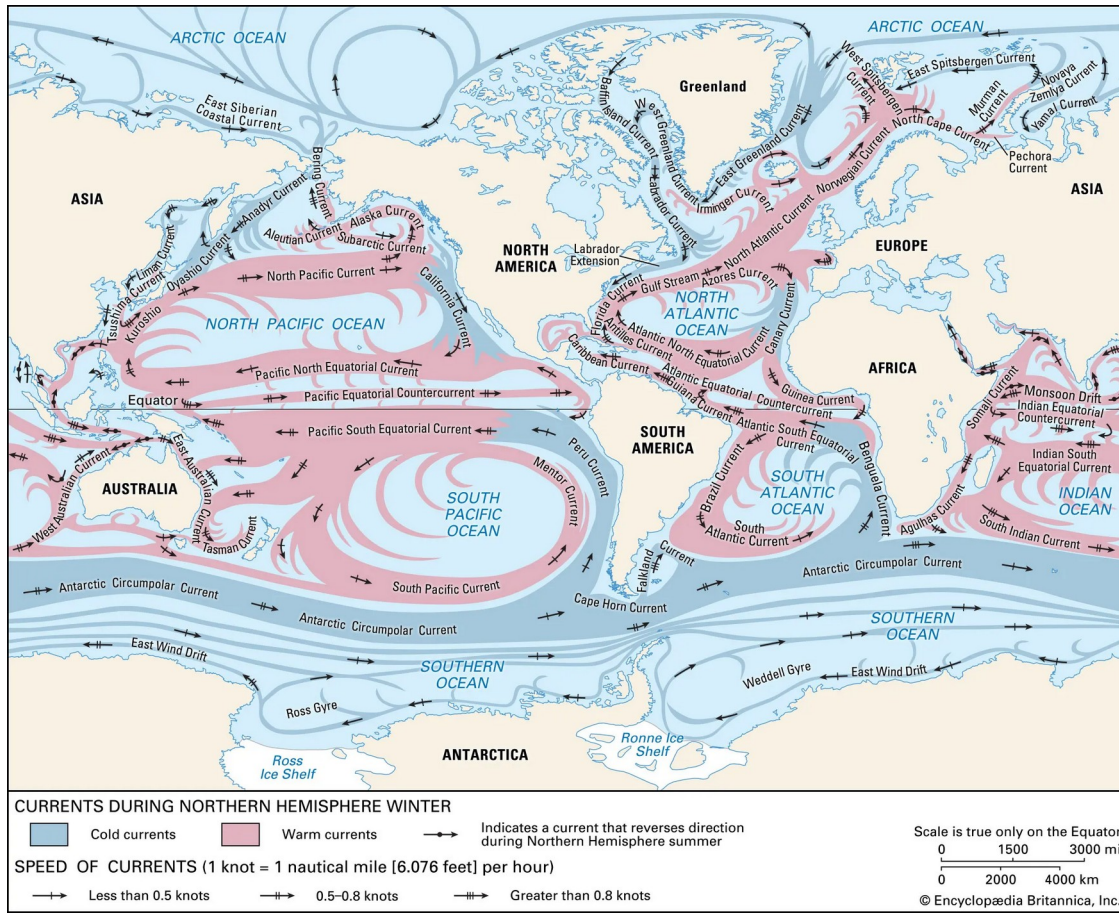 ARCTIC OCEAN
ARCTIC OCEAN
Greenland
West Spitsbergen
Current
East Spitsbergen Current
Novaya
Zemlya Current
Murman
Current
Yamal Current
North Cape Current
Pechora
Current
East Siberian
Coastal Current
Baffin Island Current
West Greenland Current
East Greenland Current
Norwegian Current
Bering Current
ASIA
ASIA
Anadyr Current
Alaska Current
Aleutian Current
Subarctic Current
Labrador Current
Irminger Current
NORTH
AMERICA
Labrador
Extension
North Atlantic Current
EUROPE
Liman Current
Oyashio Current
Tsushima Current
Kuroshio
North Pacific Current
California Current
Florida Current
Gulf Stream
Azores Current
NORTH PACIFIC OCEAN
NORTH
ATLANTIC
OCEAN
Canary Current
Antilles Current
Atlantic North Equatorial Current
Caribbean Current
Pacific North Equatorial Current
AFRICA
Equator
Pacific Equatorial Countercurrent
Atlantic Equatorial
Countercurrent
Guinea Current
Guiana Current
Somali Current
Monsoon Drift
Indian Equatorial
Countercurrent
Pacific South Equatorial Current
SOUTH
AMERICA
Atlantic South Equatorial
Current
Indian South
Equatorial Current
Peru Current
Mentor Current
Brazil Current
Benguela Current
East Australian Current
West Australian Current
AUSTRALIA
SOUTH
PACIFIC
OCEAN
SOUTH
ATLANTIC
OCEAN
INDIAN
OCEAN
Agulhas Current
Tasman Current
South
Atlantic Current
South Indian Current
South Pacific Current
Falkland
Current
Antarctic Circumpolar Current
Antarctic Circumpolar Current
Antarctic Circumpolar Current
Cape Horn Current
East Wind Drift
SOUTHERN
OCEAN
SOUTHERN
OCEAN
Weddell Gyre
East Wind Drift
Ross Gyre
Ross
Ice Shelf
ANTARCTICA
Ronne Ice
Shelf
CURRENTS DURING NORTHERN HEMISPHERE WINTER
Cold currents
Warm currents
Indicates a current that reverses direction
during Northern Hemisphere summer
SPEED OF CURRENTS (1 knot = 1 nautical mile [6.076 feet] per hour)
Less than 0.5 knots
0.5–0.8 knots
Greater than 0.8 knots
Scale is true only on the Equator
0 1500 3000 mi
0 2000 4000 km
© Encyclopædia Britannica, Inc.